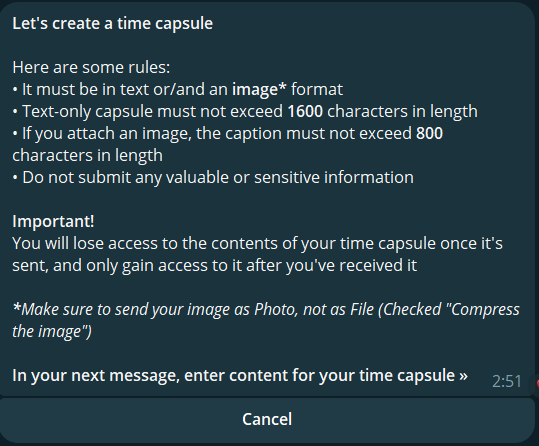 Let's create a time capsule
Here are some rules:
• It must be in text or/and an image* format
• Text-only capsule must not exceed 1600 characters in length
• If you attach an image, the caption must not exceed 800
characters in length
• Do not submit any valuable or sensitive information
Important!
You will lose access to the contents of your time capsule once it's
sent, and only gain access to it after you've received it
*Make sure to send your image as Photo, not as File (Checked "Compress
the image")
In your next message, enter content for your time capsule »
2:51
Cancel